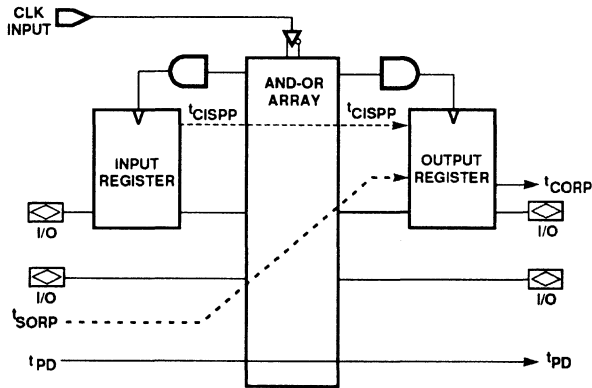 CLK
INPUT
AND-OR
ARRAY
tCISPP
tCISPP
INPUT
REGISTER
OUTPUT
REGISTER
tCORP
I/O
I/O
I/O
I/O
tSORP
tPD
tPD